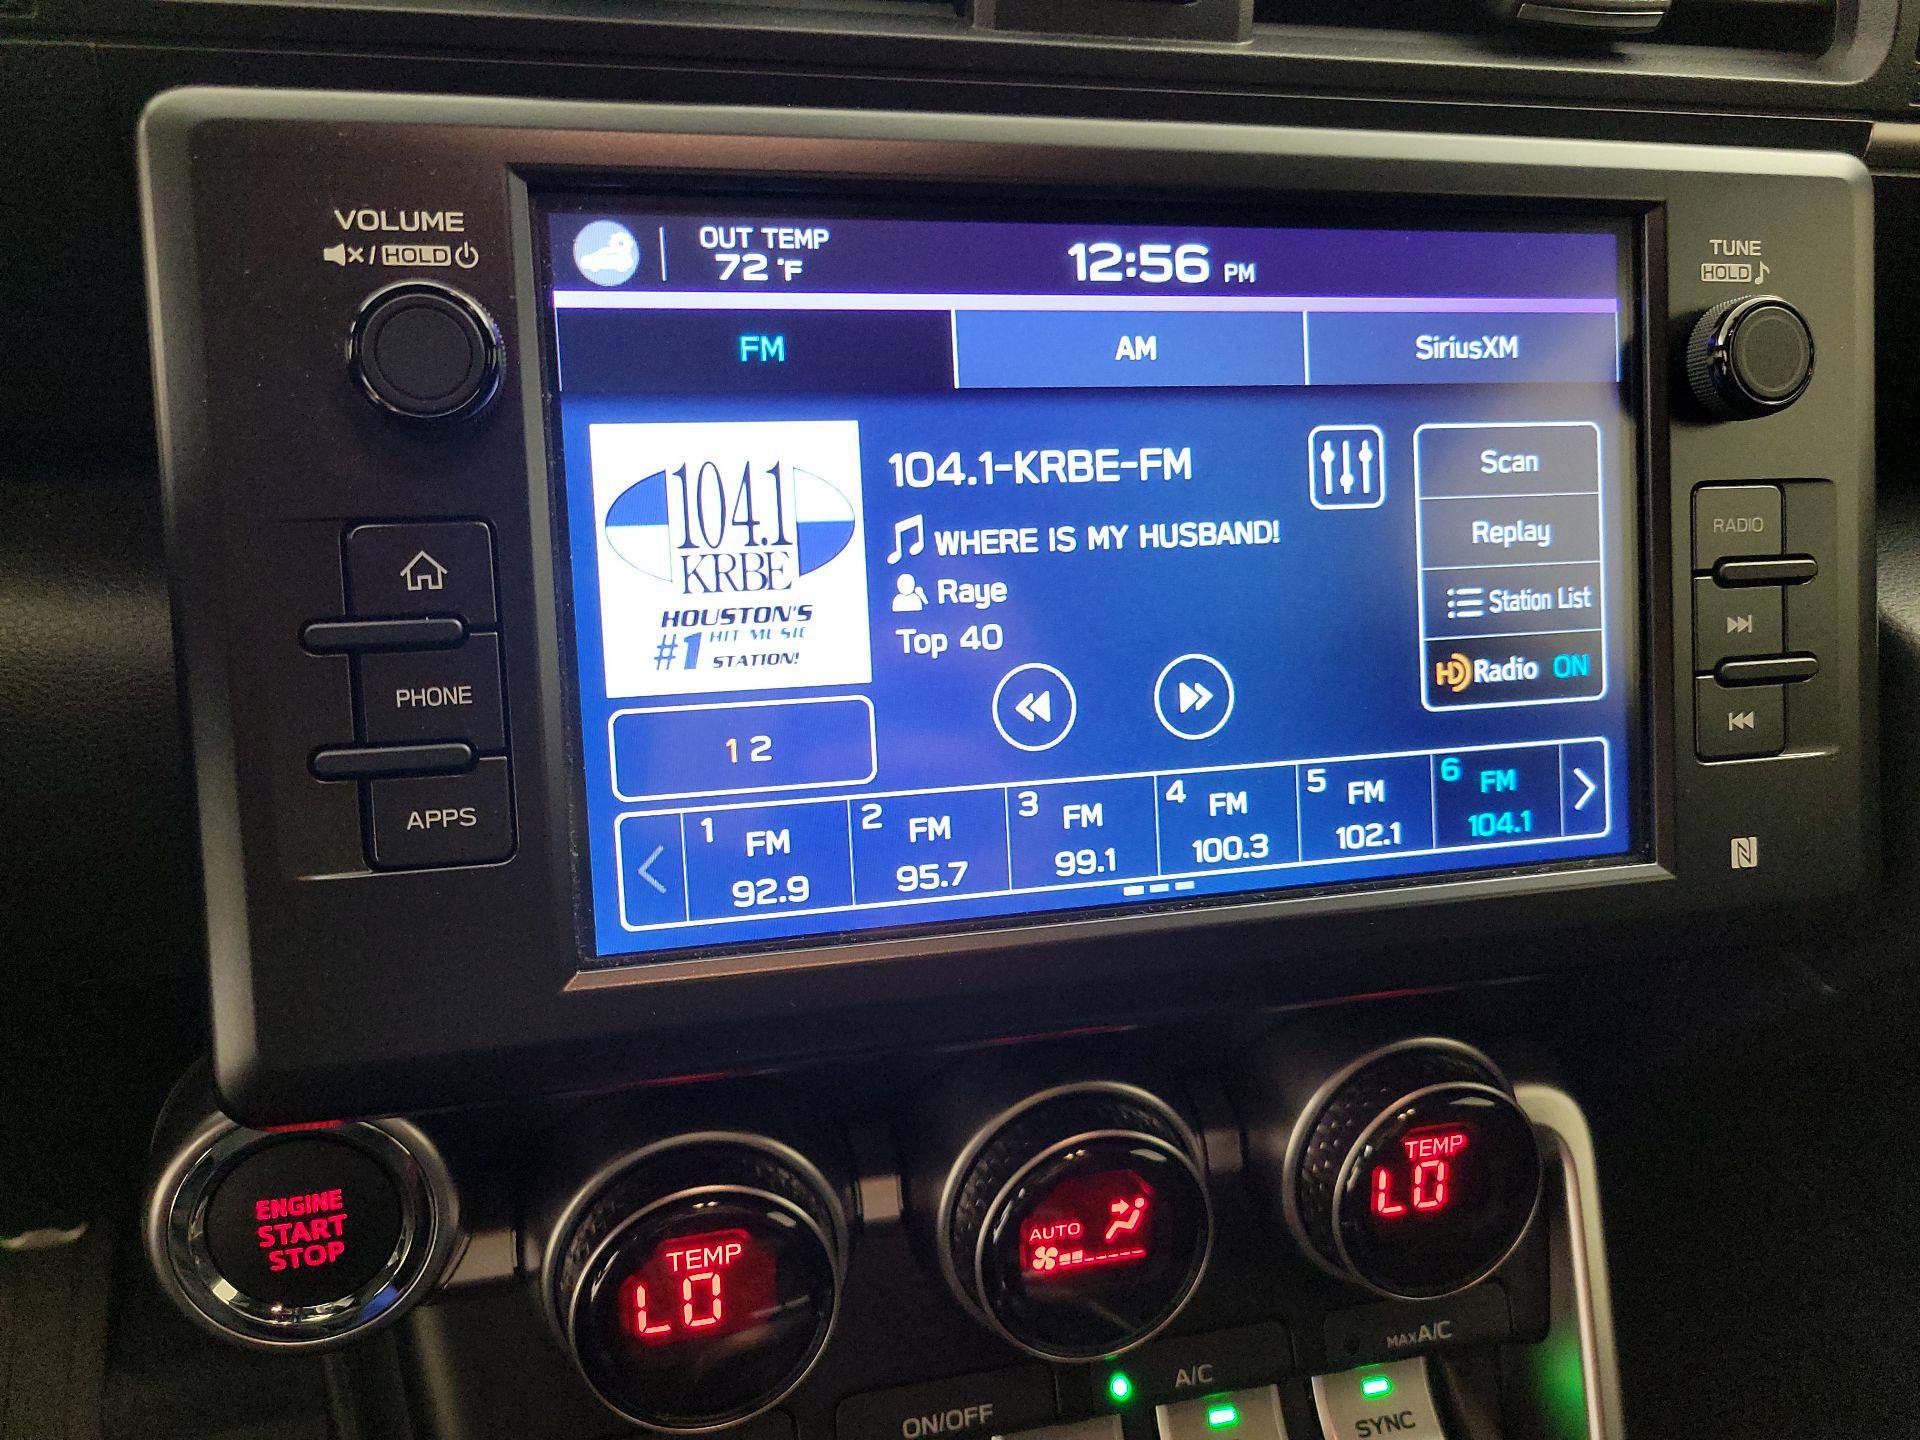 VOLUME
/ HOLD
TUNE
HOLD
OUT TEMP
72 °F
12:56 PM
FM
AM
SiriusXM
104.1
KRBE
HOUSTON'S
#1 HIT MUSIC
STATION!
104.1-KRBE-FM
WHERE IS MY HUSBAND!
Raye
Top 40
Scan
Replay
Station List
HD Radio ON
1 2
1 FM
92.9
2 FM
95.7
3 FM
99.1
4 FM
100.3
5 FM
102.1
6 FM
104.1
PHONE
APPS
RADIO
ENGINE
START
STOP
TEMP
LO
AUTO
TEMP
LO
ON/OFF
A/C
MAX A/C
SYNC